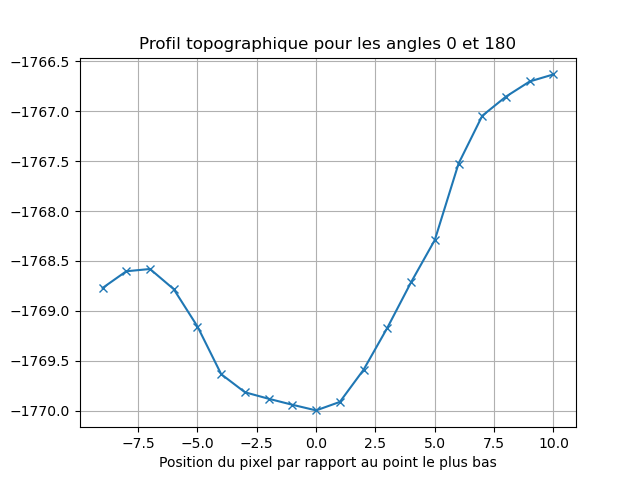 Profil topographique pour les angles 0 et 180
−1766.5
−1767.0
−1767.5
−1768.0
−1768.5
−1769.0
−1769.5
−1770.0
−7.5 −5.0 −2.5 0.0 2.5 5.0 7.5 10.0
Position du pixel par rapport au point le plus bas